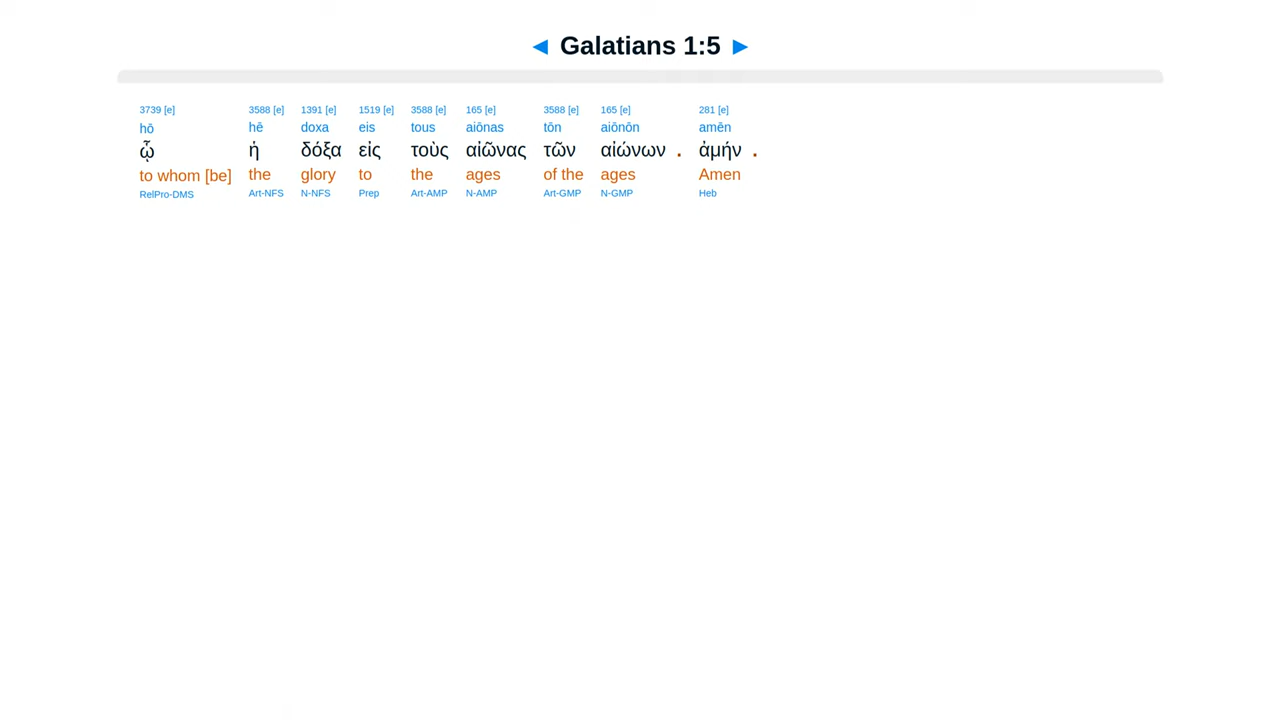 ◄ Galatians 1:5 ►
3739 [e] 3588 [e] 1391 [e] 1519 [e] 3588 [e] 165 [e] 3588 [e] 165 [e] 281 [e]
hō hē doxa eis tous aiōnas tōn aiōnōn amēn
ᾧ ἡ δόξα εἰς τοὺς αἰῶνας τῶν αἰώνων . ἀμήν .
to whom [be] the glory to the ages of the ages Amen
RelPro-DMS Art-NFS N-NFS Prep Art-AMP N-AMP Art-GMP N-GMP Heb